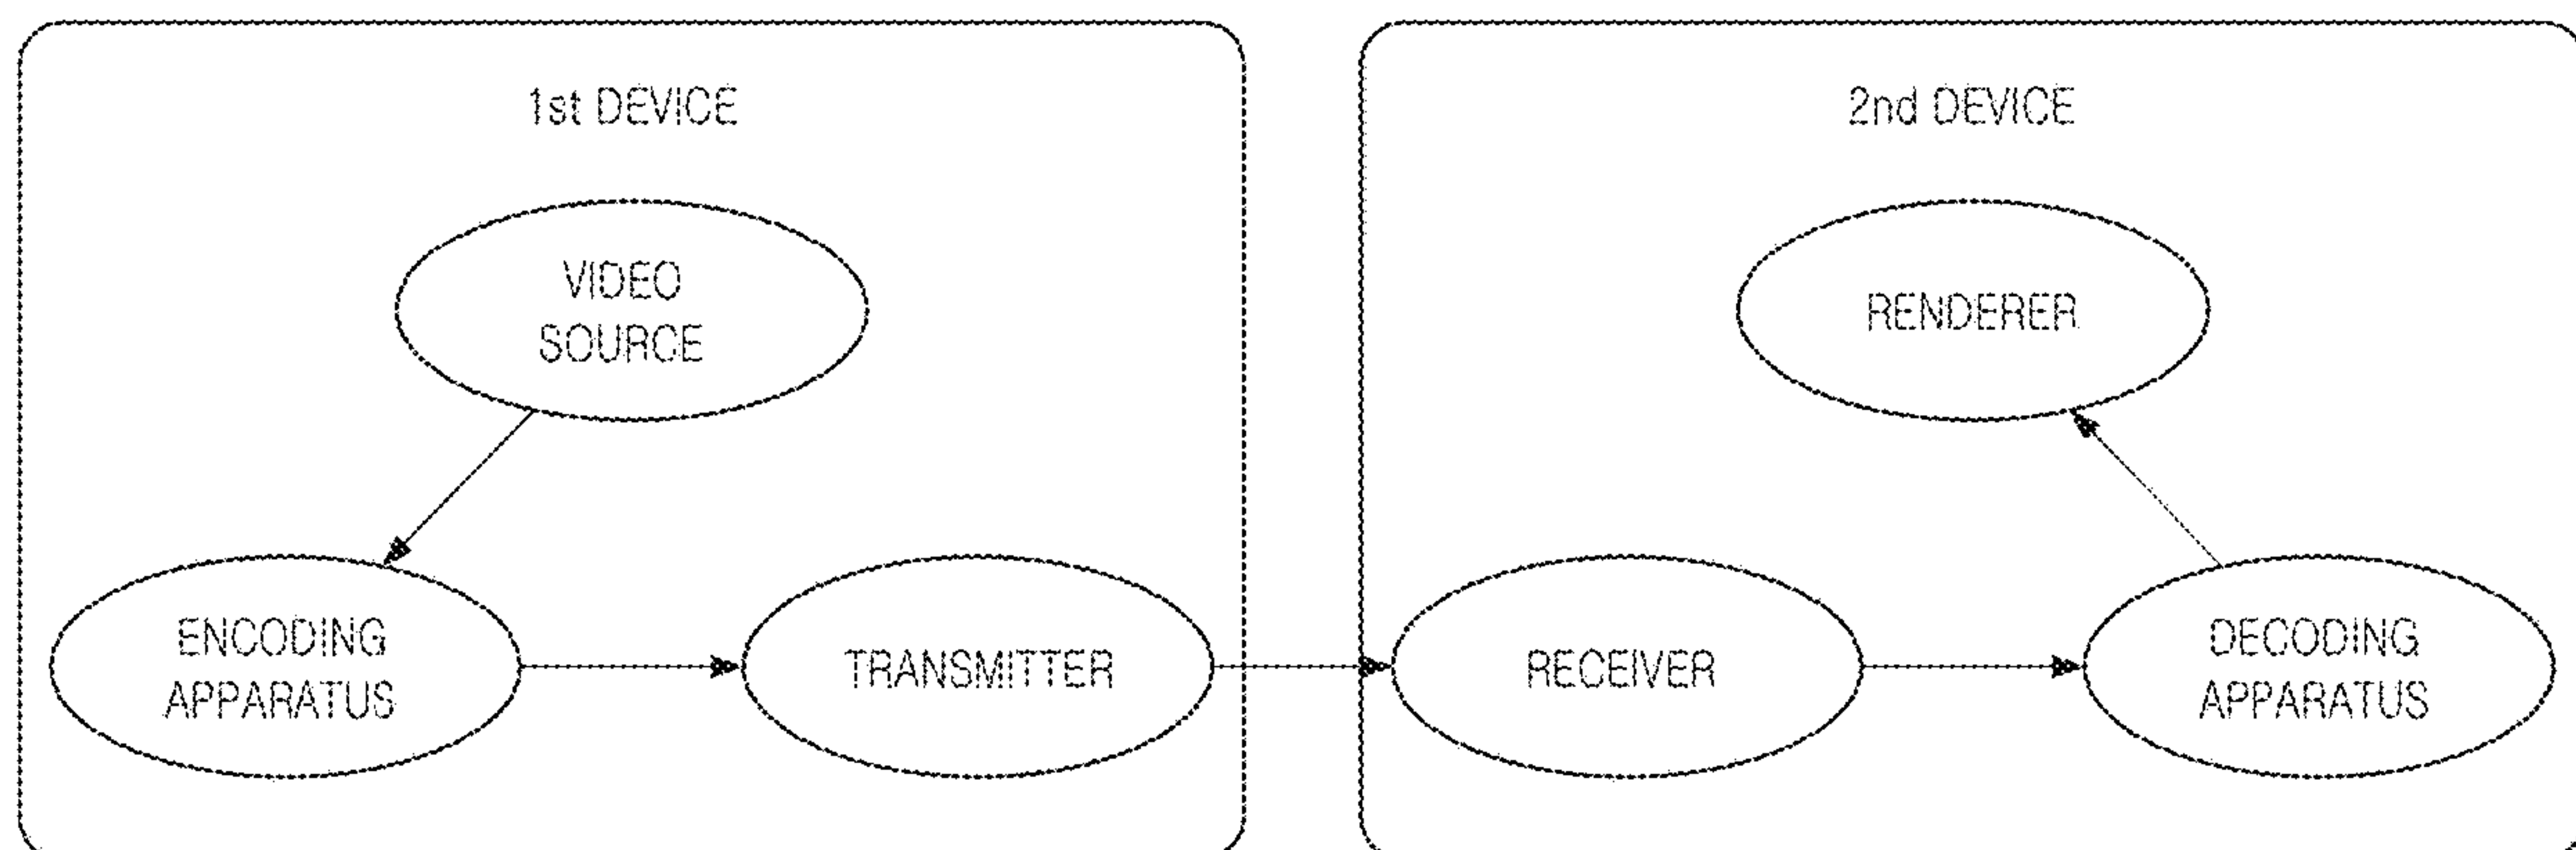 1st DEVICE
VIDEO
SOURCE
ENCODING
APPARATUS
TRANSMITTER
2nd DEVICE
RENDERER
RECEIVER
DECODING
APPARATUS